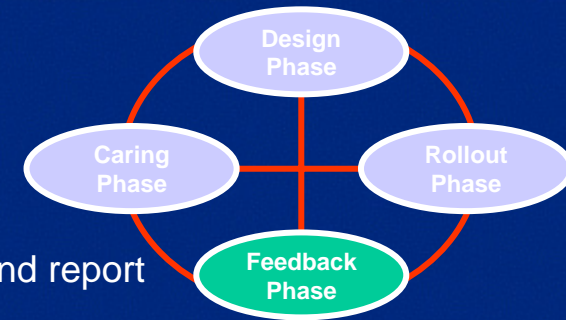 Design
Phase
Caring
Phase
Rollout
Phase
nd report
Feedback
Phase